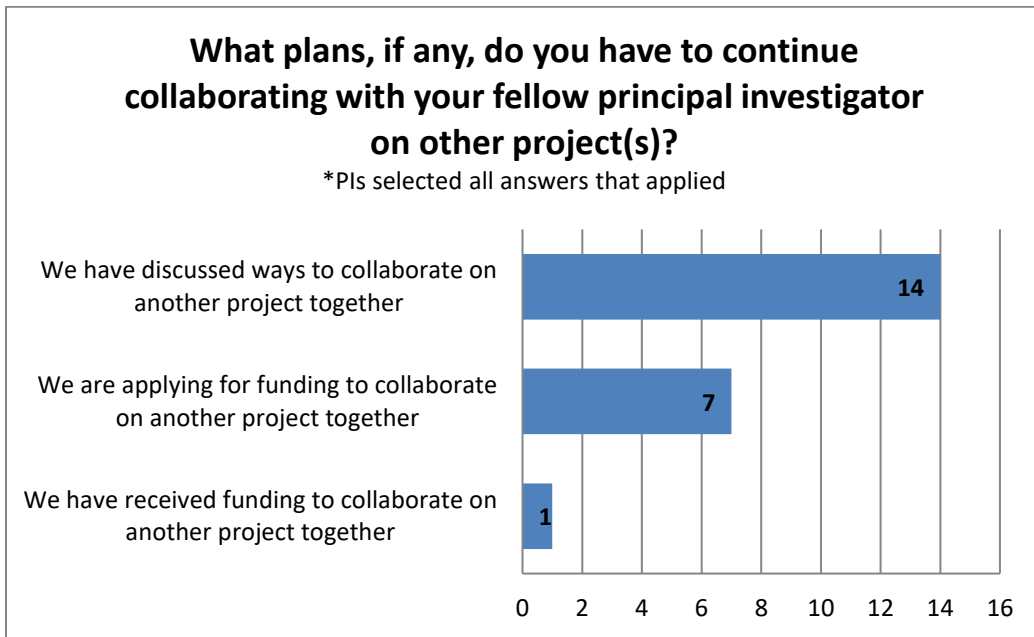 What plans, if any, do you have to continue
collaborating with your fellow principal investigator
on other project(s)?
*PIs selected all answers that applied
We have discussed ways to collaborate on
another project together
14
We are applying for funding to collaborate
on another project together
7
We have received funding to collaborate on
another project together
1
0 2 4 6 8 10 12 14 16